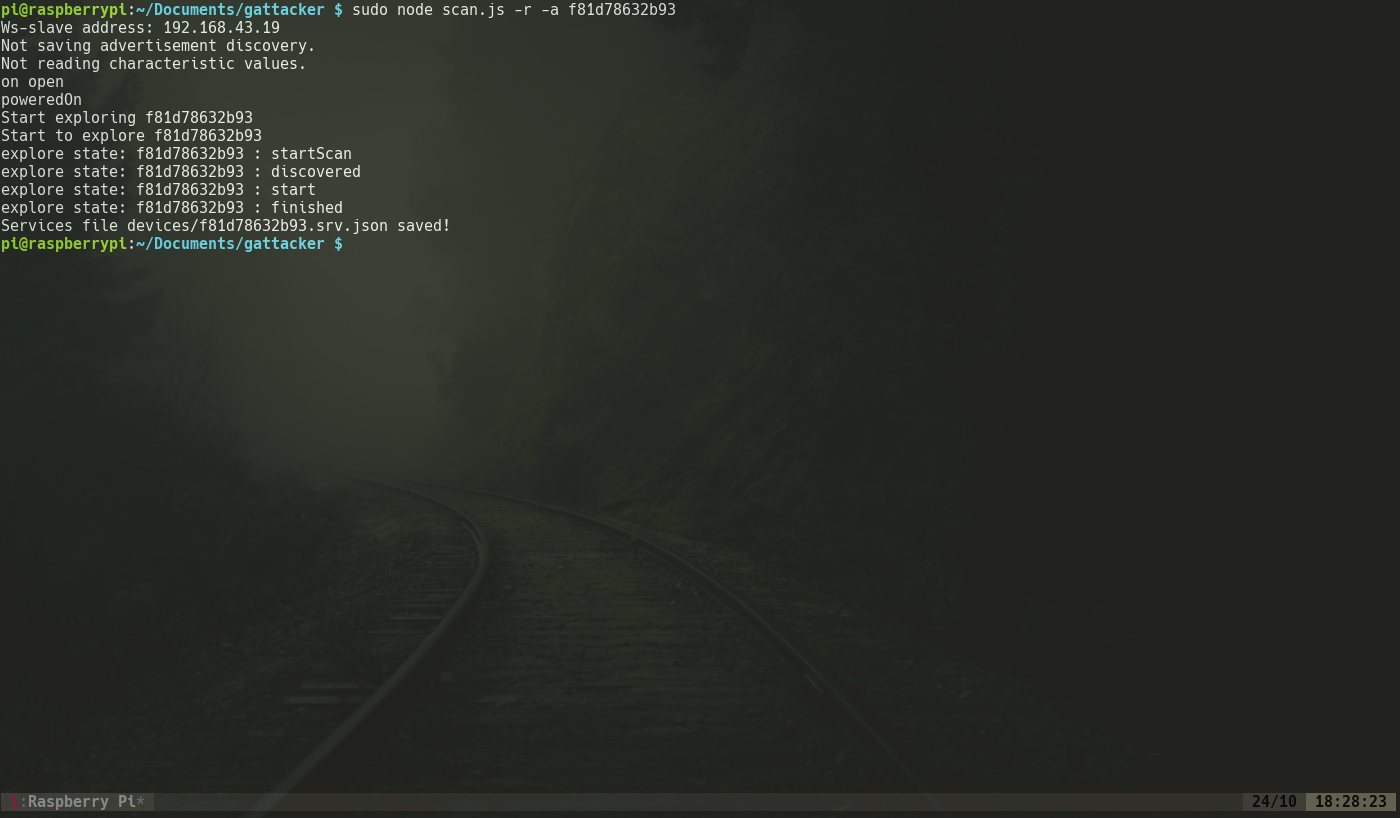 pi@raspberrypi:~/Documents/gattacker $ sudo node scan.js -r -a f81d78632b93
Ws-slave address: 192.168.43.19
Not saving advertisement discovery.
Not reading characteristic values.
on open
poweredOn
Start exploring f81d78632b93
Start to explore f81d78632b93
explore state: f81d78632b93 : startScan
explore state: f81d78632b93 : discovered
explore state: f81d78632b93 : start
explore state: f81d78632b93 : finished
Services file devices/f81d78632b93.srv.json saved!
pi@raspberrypi:~/Documents/gattacker $
1:Raspberry Pi* 24/10 18:28:23